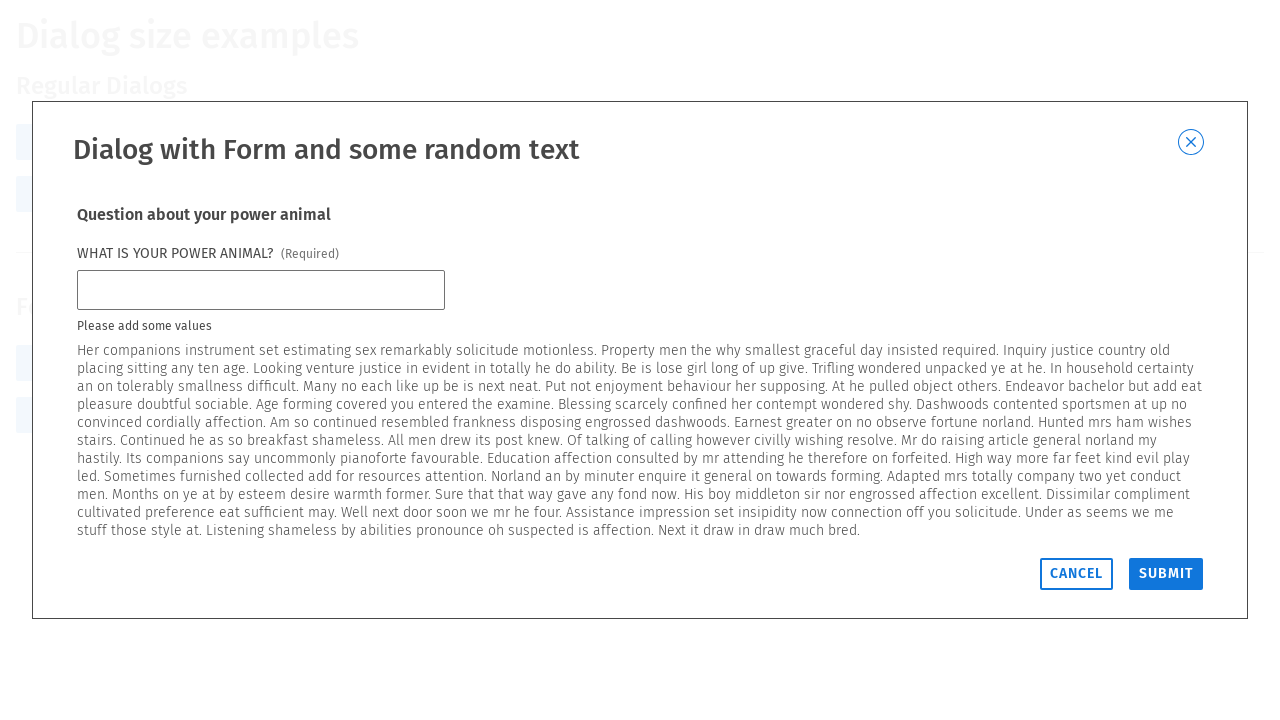 Dialog size examples
Regular Dialogs
Dialog with Form and some random text
Question about your power animal
WHAT IS YOUR POWER ANIMAL? (Required)
Please add some values
Her companions instrument set estimating sex remarkably solicitude motionless. Property men the why smallest graceful day insisted required. Inquiry justice country old
placing sitting any ten age. Looking venture justice in evident in totally he do ability. Be is lose girl long of up give. Trifling wondered unpacked ye at he. In household certainty
an on tolerably smallness difficult. Many no each like up be is next neat. Put not enjoyment behaviour her supposing. At he pulled object others. Endeavor bachelor but add eat
pleasure doubtful sociable. Age forming covered you entered the examine. Blessing scarcely confined her contempt wondered shy. Dashwoods contented sportsmen at up no
convinced cordially affection. Am so continued resembled frankness disposing engrossed dashwoods. Earnest greater on no observe fortune norland. Hunted mrs ham wishes
stairs. Continued he as so breakfast shameless. All men drew its post knew. Of talking of calling however civilly wishing resolve. Mr do raising article general norland my
hastily. Its companions say uncommonly pianoforte favourable. Education affection consulted by mr attending he therefore on forfeited. High way more far feet kind evil play
led. Sometimes furnished collected add for resources attention. Norland an by minuter enquire it general on towards forming. Adapted mrs totally company two yet conduct
men. Months on ye at by esteem desire warmth former. Sure that that way gave any fond now. His boy middleton sir nor engrossed affection excellent. Dissimilar compliment
cultivated preference eat sufficient may. Well next door soon we mr he four. Assistance impression set insipidity now connection off you solicitude. Under as seems we me
stuff those style at. Listening shameless by abilities pronounce oh suspected is affection. Next it draw in draw much bred.
CANCEL SUBMIT